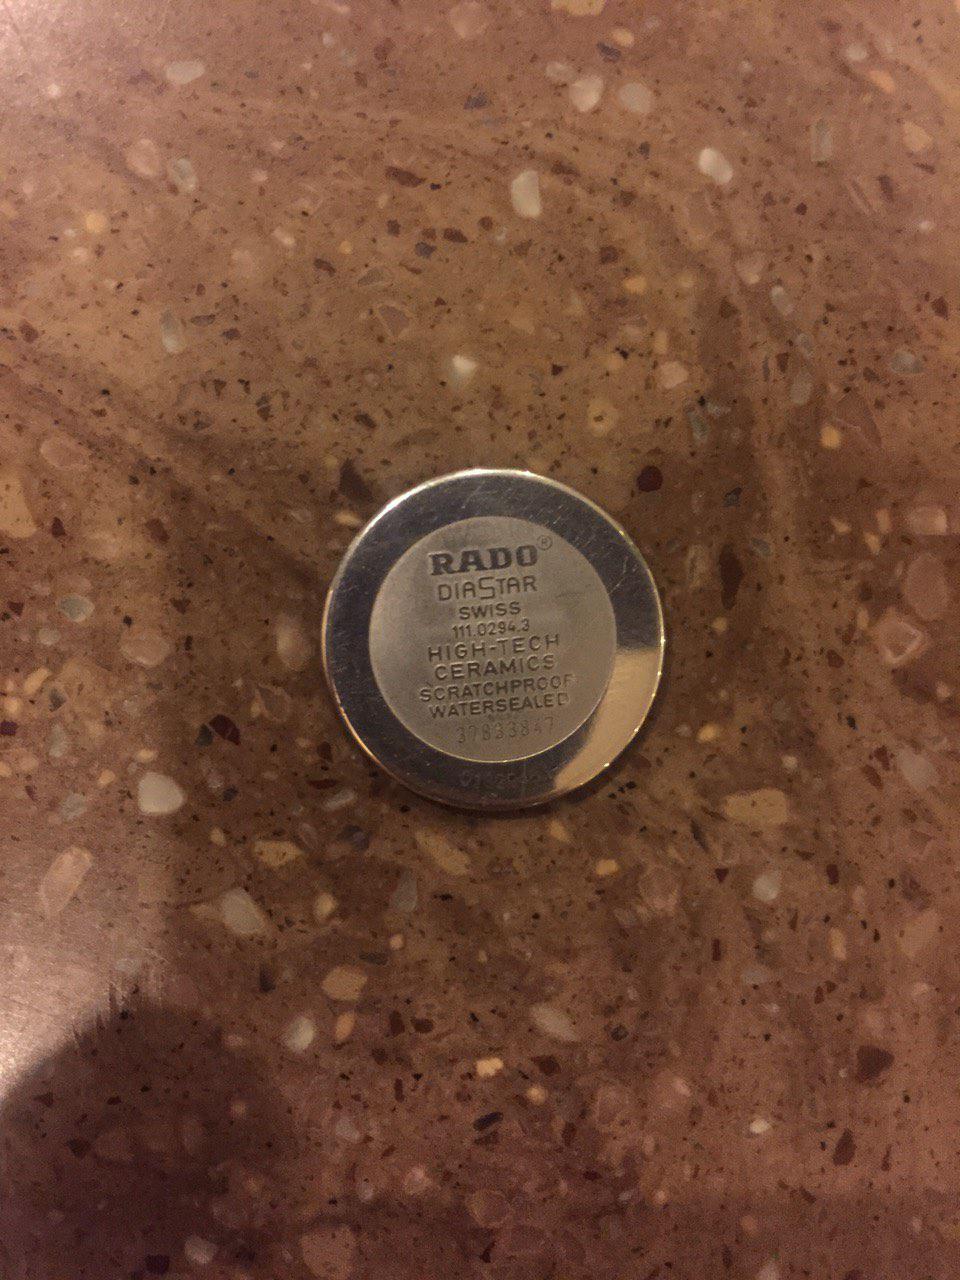 RADO®
DIASTAR
SWISS
111.0294.3
HIGH-TECH
CERAMICS
SCRATCHPROOF
WATERSEALED
37833847